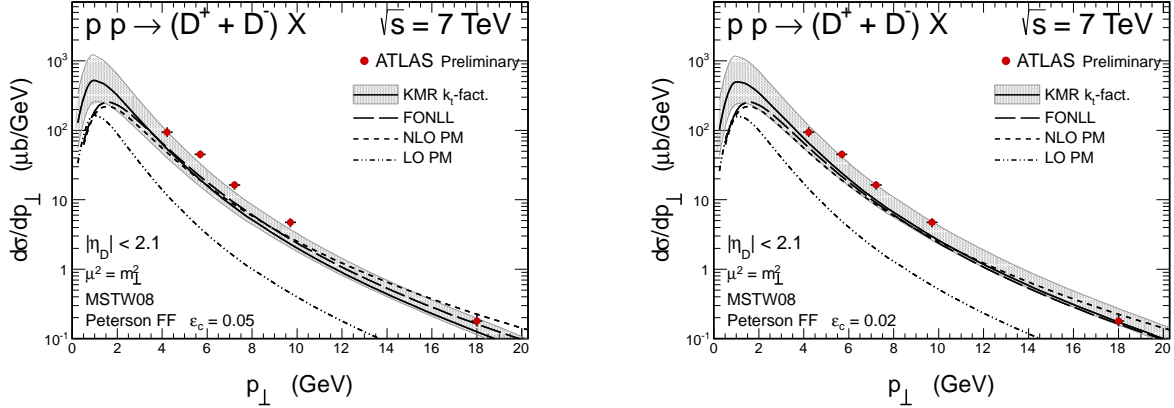 p p → (D⁺ + D⁻) X √s = 7 TeV
ATLAS Preliminary
KMR kₜ-fact.
FONLL
NLO PM
LO PM
dσ/dp⊥ (μb/GeV)
10³
10²
10
1
10⁻¹
|η_D| < 2.1
μ² = m²⊥
MSTW08
Peterson FF ε_c = 0.05
0 2 4 6 8 10 12 14 16 18 20
p⊥ (GeV)
p p → (D⁺ + D⁻) X √s = 7 TeV
ATLAS Preliminary
KMR kₜ-fact.
FONLL
NLO PM
LO PM
dσ/dp⊥ (μb/GeV)
10³
10²
10
1
10⁻¹
|η_D| < 2.1
μ² = m²⊥
MSTW08
Peterson FF ε_c = 0.02
0 2 4 6 8 10 12 14 16 18 20
p⊥ (GeV)